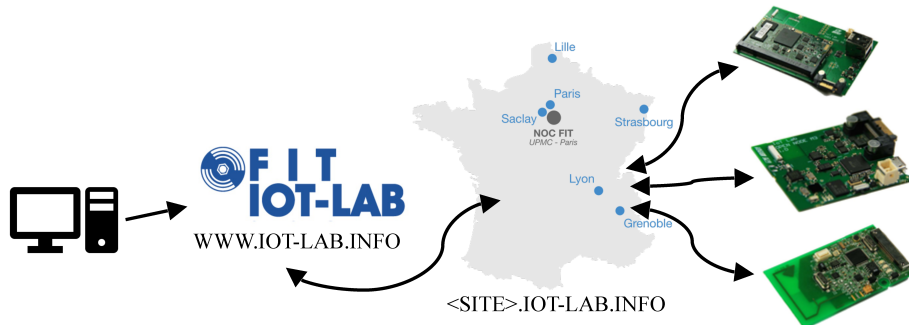 FIT
IOT-LAB
WWW.IOT-LAB.INFO
Lille
Paris
Saclay
NOC FIT
UPMC - Paris
Strasbourg
Lyon
Grenoble
<SITE>.IOT-LAB.INFO